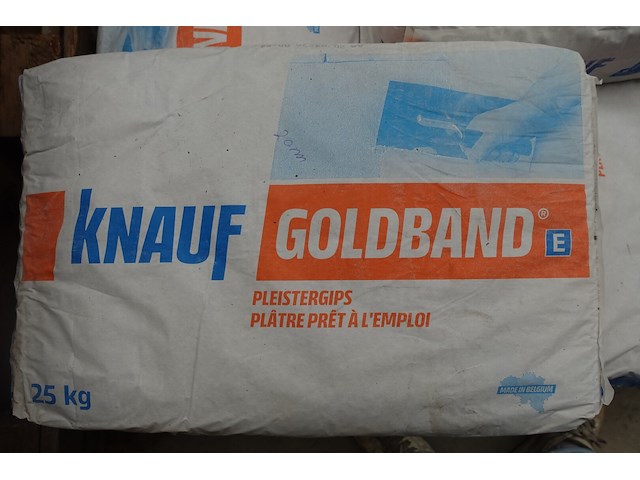 KNAUF GOLDBAND® E
PLEISTERGIPS
PLÂTRE PRÊT À L'EMPLOI
25 kg
MADE IN BELGIUM